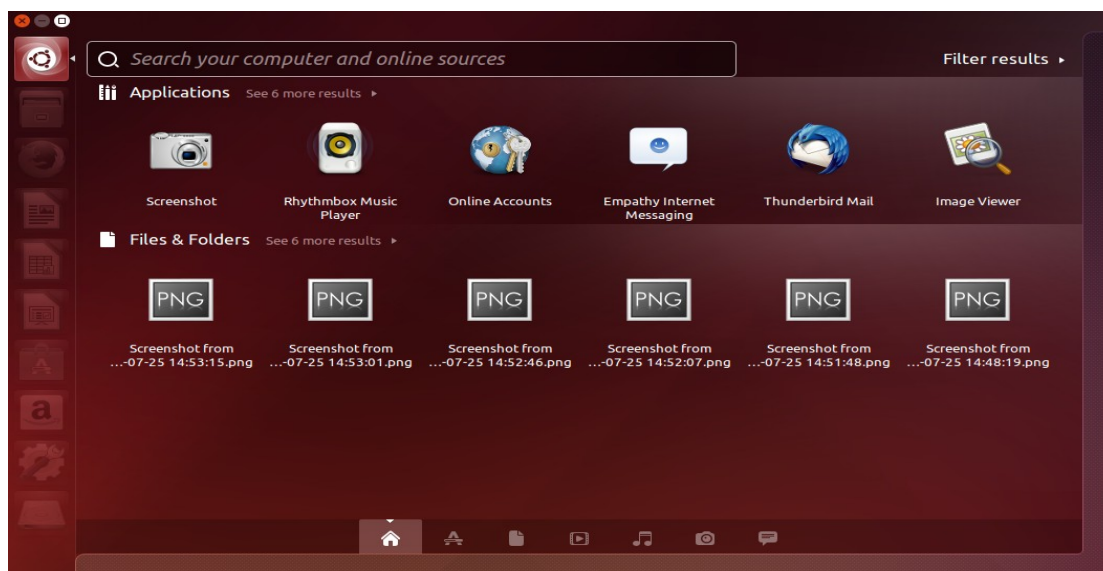 Search your computer and online sources
Filter results
Applications See 6 more results
Screenshot
Rhythmbox Music
Player
Online Accounts
Empathy Internet
Messaging
Thunderbird Mail
Image Viewer
Files & Folders See 6 more results
PNG PNG PNG PNG PNG PNG
Screenshot from
...-07-25 14:53:15.png
Screenshot from
...-07-25 14:53:01.png
Screenshot from
...-07-25 14:52:46.png
Screenshot from
...-07-25 14:52:07.png
Screenshot from
...-07-25 14:51:48.png
Screenshot from
...-07-25 14:48:19.png
a